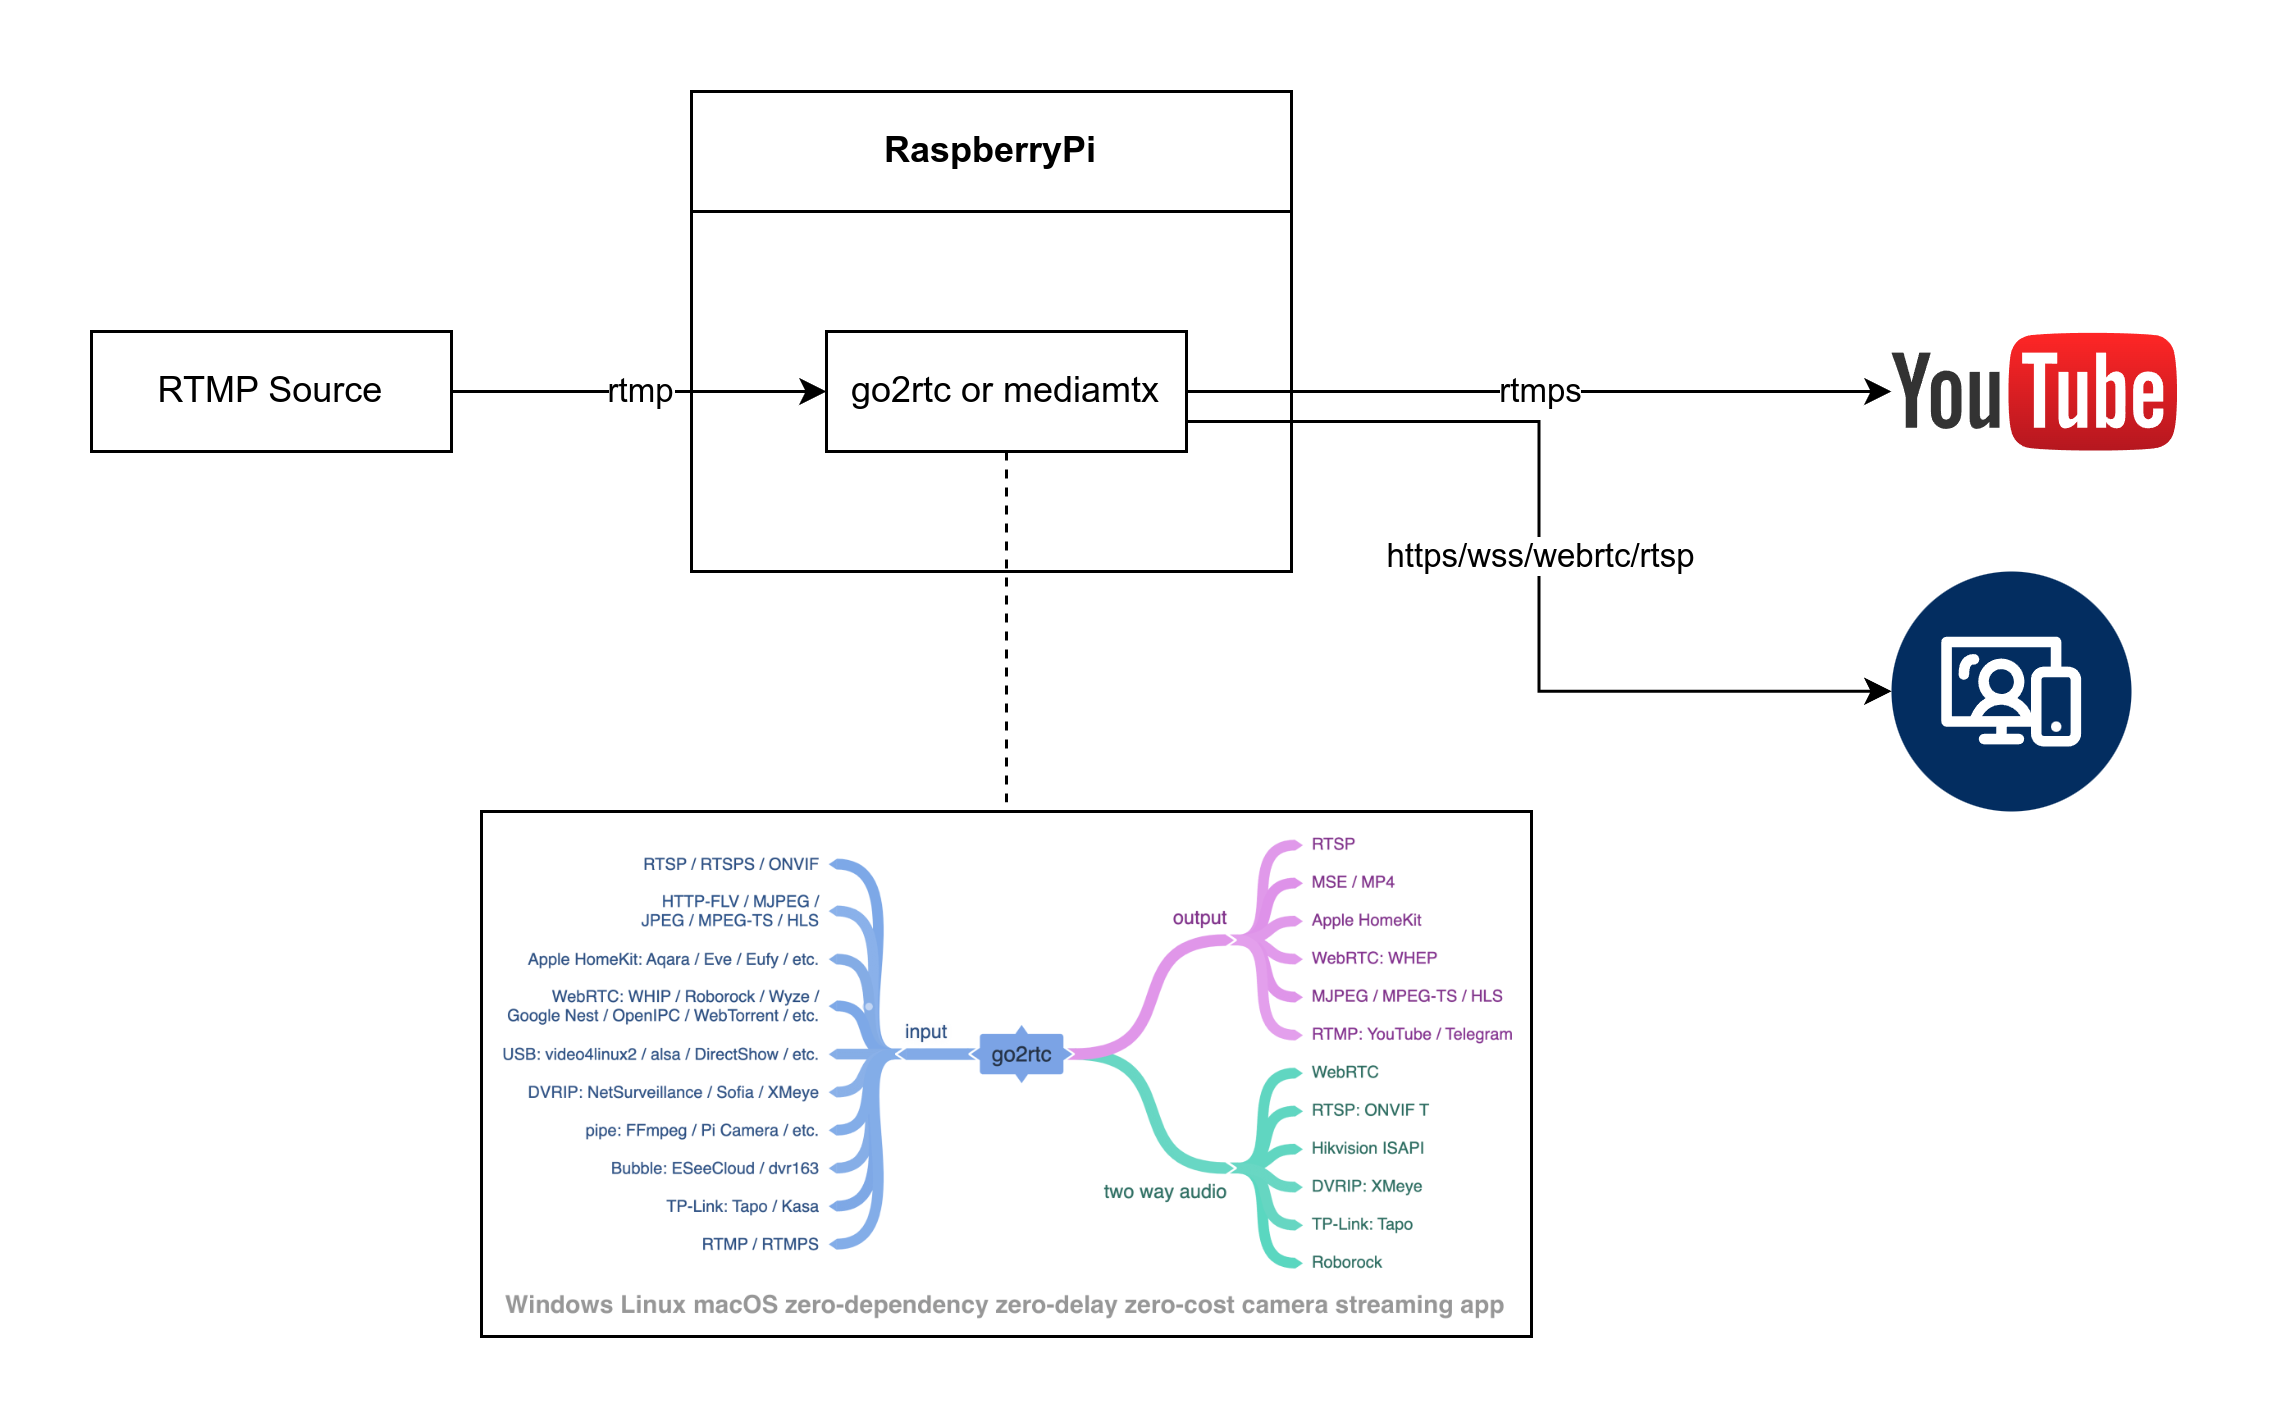 RaspberryPi
RTMP Source
rtmp
go2rtc or mediamtx
rtmps
YouTube
https/wss/webrtc/rtsp
RTSP / RTSPS / ONVIF
HTTP-FLV / MJPEG /
JPEG / MPEG-TS / HLS
Apple HomeKit: Aqara / Eve / Eufy / etc.
WebRTC: WHIP / Roborock / Wyze /
Google Nest / OpenIPC / WebTorrent / etc.
USB: video4linux2 / alsa / DirectShow / etc.
DVRIP: NetSurveillance / Sofia / XMeye
pipe: FFmpeg / Pi Camera / etc.
Bubble: ESeeCloud / dvr163
TP-Link: Tapo / Kasa
RTMP / RTMPS
input
go2rtc
output
RTSP
MSE / MP4
Apple HomeKit
WebRTC: WHEP
MJPEG / MPEG-TS / HLS
RTMP: YouTube / Telegram
two way audio
WebRTC
RTSP: ONVIF T
Hikvision ISAPI
DVRIP: XMeye
TP-Link: Tapo
Roborock
Windows Linux macOS zero-dependency zero-delay zero-cost camera streaming app